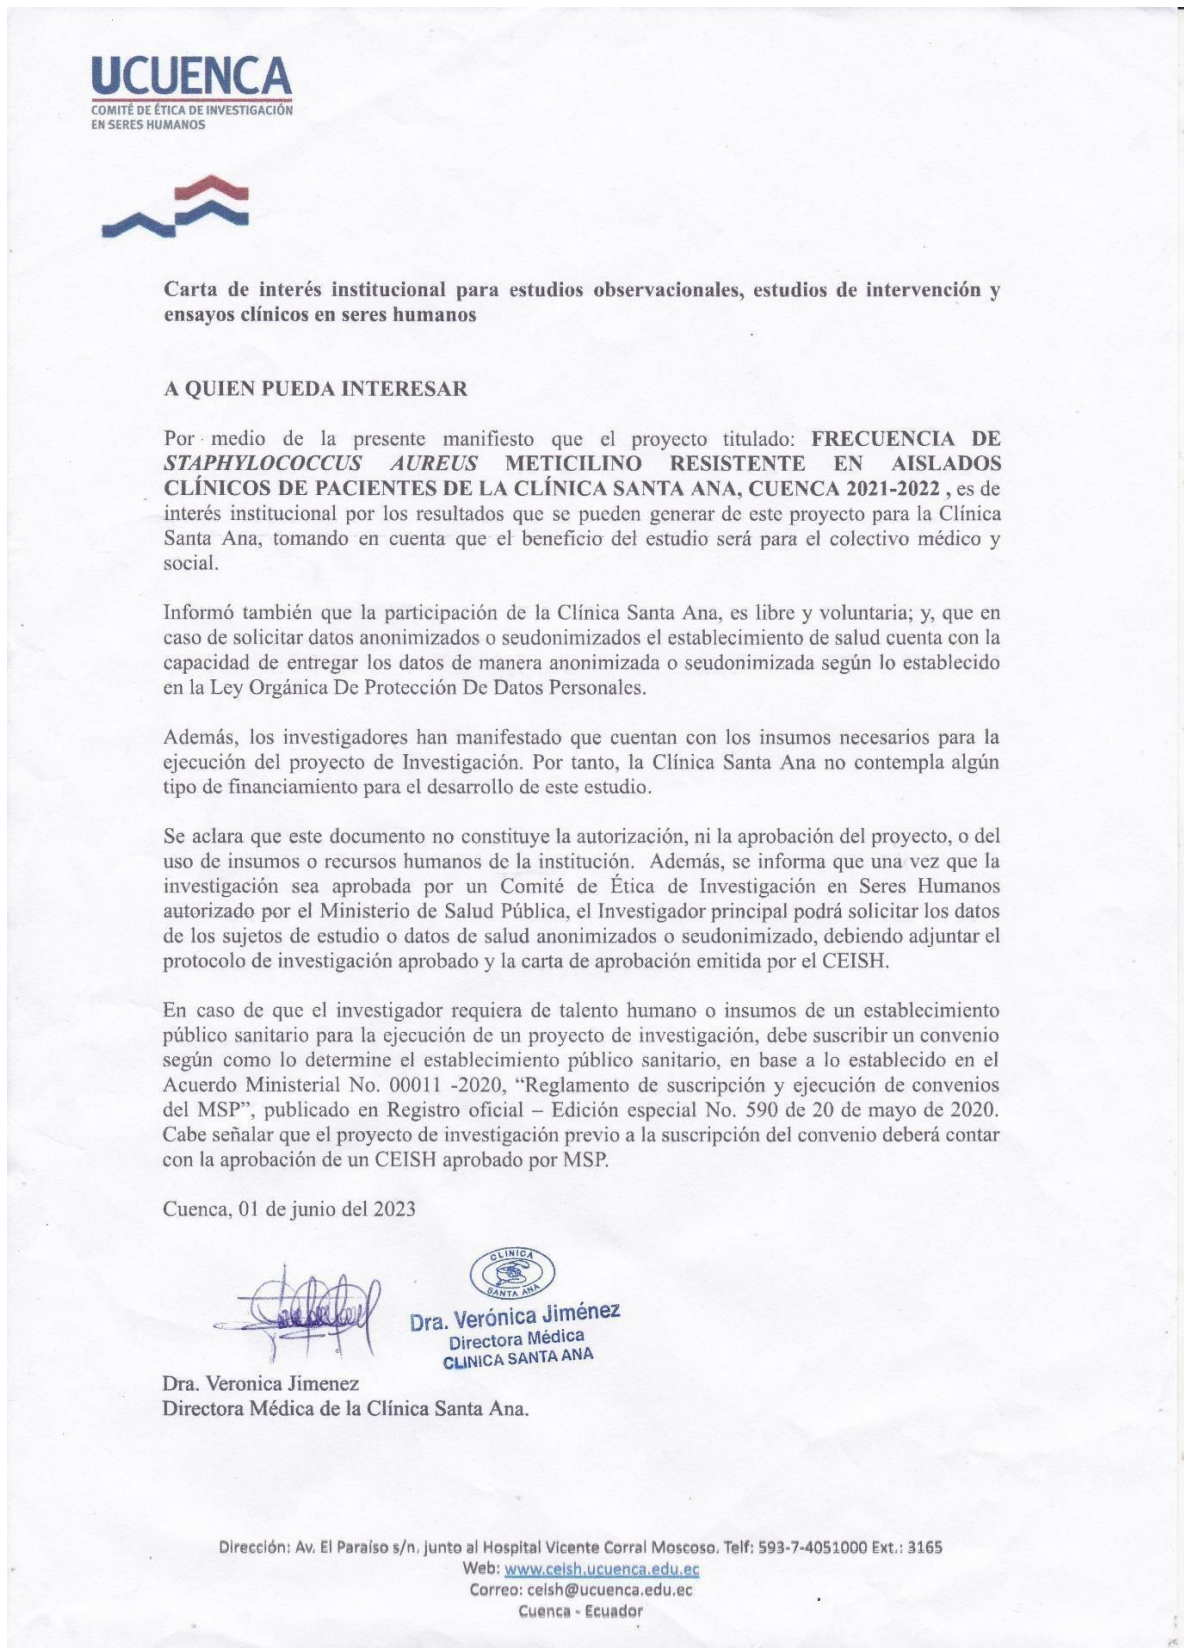 UCUENCA
COMITÉ DE ÉTICA DE INVESTIGACIÓN
EN SERES HUMANOS
Carta de interés institucional para estudios observacionales, estudios de intervención y
ensayos clínicos en seres humanos
A QUIEN PUEDA INTERESAR
Por medio de la presente manifiesto que el proyecto titulado: FRECUENCIA DE
STAPHYLOCOCCUS AUREUS METICILINO RESISTENTE EN AISLADOS
CLÍNICOS DE PACIENTES DE LA CLÍNICA SANTA ANA, CUENCA 2021-2022 , es de
interés institucional por los resultados que se pueden generar de este proyecto para la Clínica
Santa Ana, tomando en cuenta que el beneficio del estudio será para el colectivo médico y
social.
Informó también que la participación de la Clínica Santa Ana, es libre y voluntaria; y, que en
caso de solicitar datos anonimizados o seudonimizados el establecimiento de salud cuenta con la
capacidad de entregar los datos de manera anonimizada o seudonimizada según lo establecido
en la Ley Orgánica De Protección De Datos Personales.
Además, los investigadores han manifestado que cuentan con los insumos necesarios para la
ejecución del proyecto de Investigación. Por tanto, la Clínica Santa Ana no contempla algún
tipo de financiamiento para el desarrollo de este estudio.
Se aclara que este documento no constituye la autorización, ni la aprobación del proyecto, o del
uso de insumos o recursos humanos de la institución. Además, se informa que una vez que la
investigación sea aprobada por un Comité de Ética de Investigación en Seres Humanos
autorizado por el Ministerio de Salud Pública, el Investigador principal podrá solicitar los datos
de los sujetos de estudio o datos de salud anonimizados o seudonimizado, debiendo adjuntar el
protocolo de investigación aprobado y la carta de aprobación emitida por el CEISH.
En caso de que el investigador requiera de talento humano o insumos de un establecimiento
público sanitario para la ejecución de un proyecto de investigación, debe suscribir un convenio
según como lo determine el establecimiento público sanitario, en base a lo establecido en el
Acuerdo Ministerial No. 00011 -2020, “Reglamento de suscripción y ejecución de convenios
del MSP”, publicado en Registro oficial – Edición especial No. 590 de 20 de mayo de 2020.
Cabe señalar que el proyecto de investigación previo a la suscripción del convenio deberá contar
con la aprobación de un CEISH aprobado por MSP.
Cuenca, 01 de junio del 2023
CLINICA
SANTA ANA
Dra. Verónica Jiménez
Directora Médica
CLINICA SANTA ANA
Dra. Veronica Jimenez
Directora Médica de la Clínica Santa Ana.
Dirección: Av. El Paraíso s/n. junto al Hospital Vicente Corral Moscoso. Telf: 593-7-4051000 Ext.: 3165
Web: www.ceish.ucuenca.edu.ec
Correo: ceish@ucuenca.edu.ec
Cuenca - Ecuador